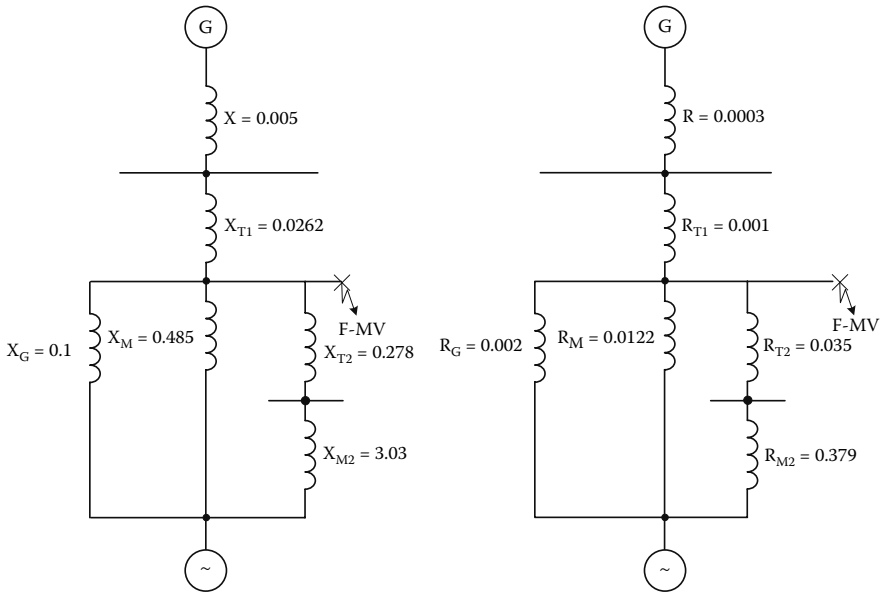 G
X = 0.005
X_T1 = 0.0262
X_G = 0.1
X_M = 0.485
F-MV
X_T2 = 0.278
X_M2 = 3.03
~
G
R = 0.0003
R_T1 = 0.001
R_G = 0.002
R_M = 0.0122
F-MV
R_T2 = 0.035
R_M2 = 0.379
~